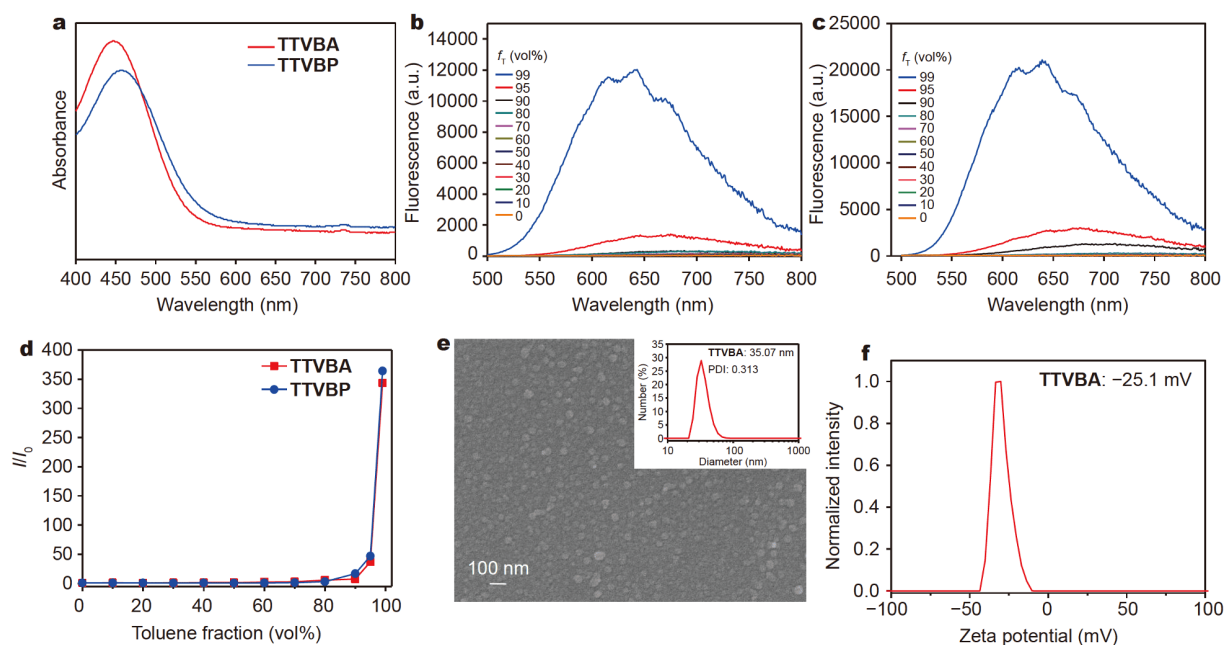 a
TTVBA
TTVBP
Absorbance
400 450 500 550 600 650 700 750 800
Wavelength (nm)
b
14000
12000
10000
8000
6000
4000
2000
0
Fluorescence (a.u.)
fT (vol%)
99
95
90
80
70
60
50
40
30
20
10
0
500 550 600 650 700 750 800
Wavelength (nm)
c
25000
20000
15000
10000
5000
0
Fluorescence (a.u.)
fT (vol%)
99
95
90
80
70
60
50
40
30
20
10
0
500 550 600 650 700 750 800
Wavelength (nm)
d
400
350
300
250
200
150
100
50
0
I/I0
TTVBA
TTVBP
0 20 40 60 80 100
Toluene fraction (vol%)
e
100 nm
35
30
25
20
15
10
5
0
Number (%)
TTVBA: 35.07 nm
PDI: 0.313
10 100 1000
Diameter (nm)
f
TTVBA: −25.1 mV
1.0
0.8
0.6
0.4
0.2
0.0
Normalized intensity
−100 −50 0 50 100
Zeta potential (mV)